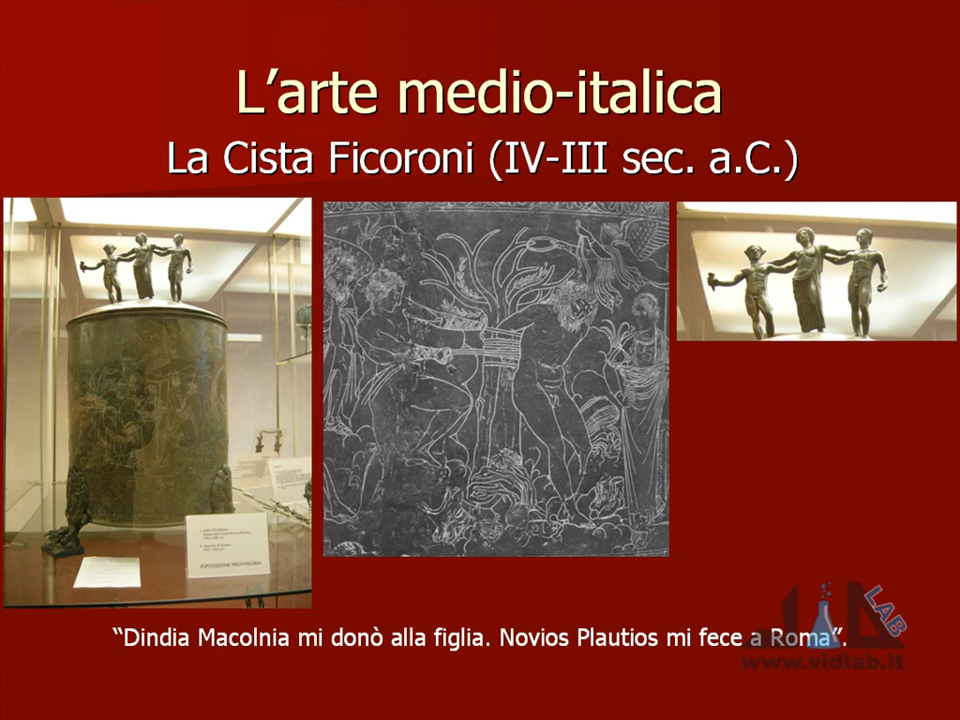 L’arte medio-italica
La Cista Ficoroni (IV-III sec. a.C.)
ESPOSIZIONE PROVVISORIA
“Dindia Macolnia mi donò alla figlia. Novios Plautios mi fece a Roma”.
LAB
www.vidlab.it